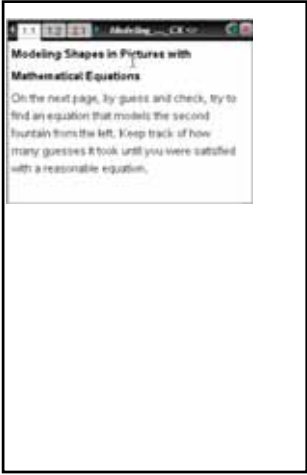 1.1 1.2 2.1 Modeling ... CX
Modeling Shapes in Pictures with
Mathematical Equations
On the next page, by guess and check, try to
find an equation that models the second
fountain from the left. Keep track of how
many guesses it took until you were satisfied
with a reasonable equation.